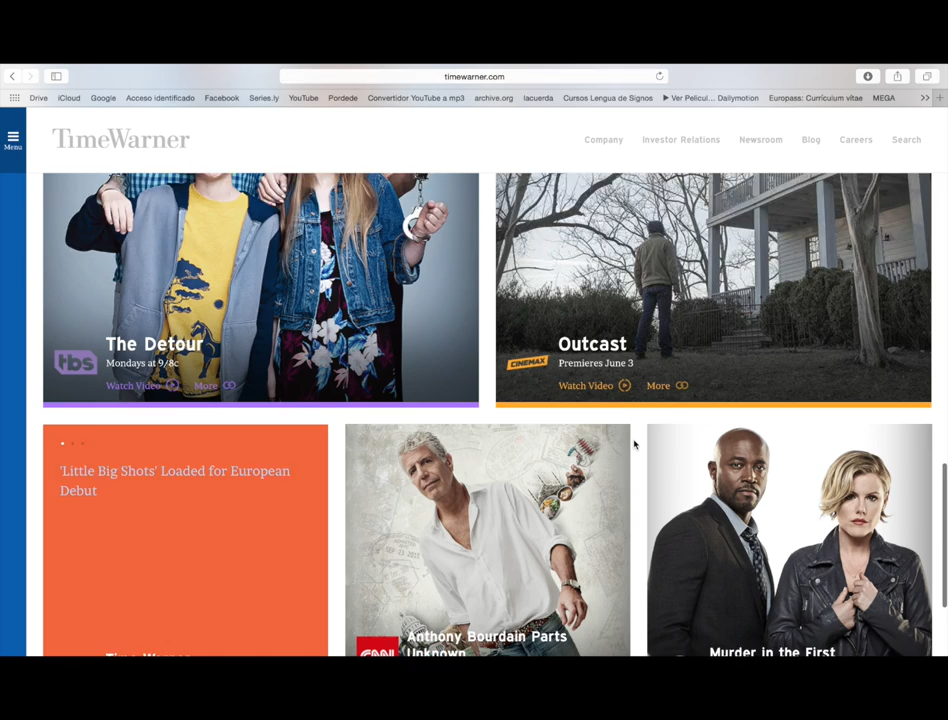 timewarner.com
Drive iCloud Google Acceso identificado Facebook Series.ly YouTube Pordede Convertidor YouTube a mp3 archive.org lacuerda Cursos Lengua de Signos ▶ Ver Pelicul... Dailymotion Europass: Currículum vitae MEGA
Menu
TimeWarner
Company Investor Relations Newsroom Blog Careers Search
The Detour
tbs
Mondays at 9/8c
Watch Video More
Outcast
CINEMAX
Premieres June 3
Watch Video More
'Little Big Shots' Loaded for European
Debut
Time Warner
Anthony Bourdain Parts
Unknown
CNN
Murder in the First